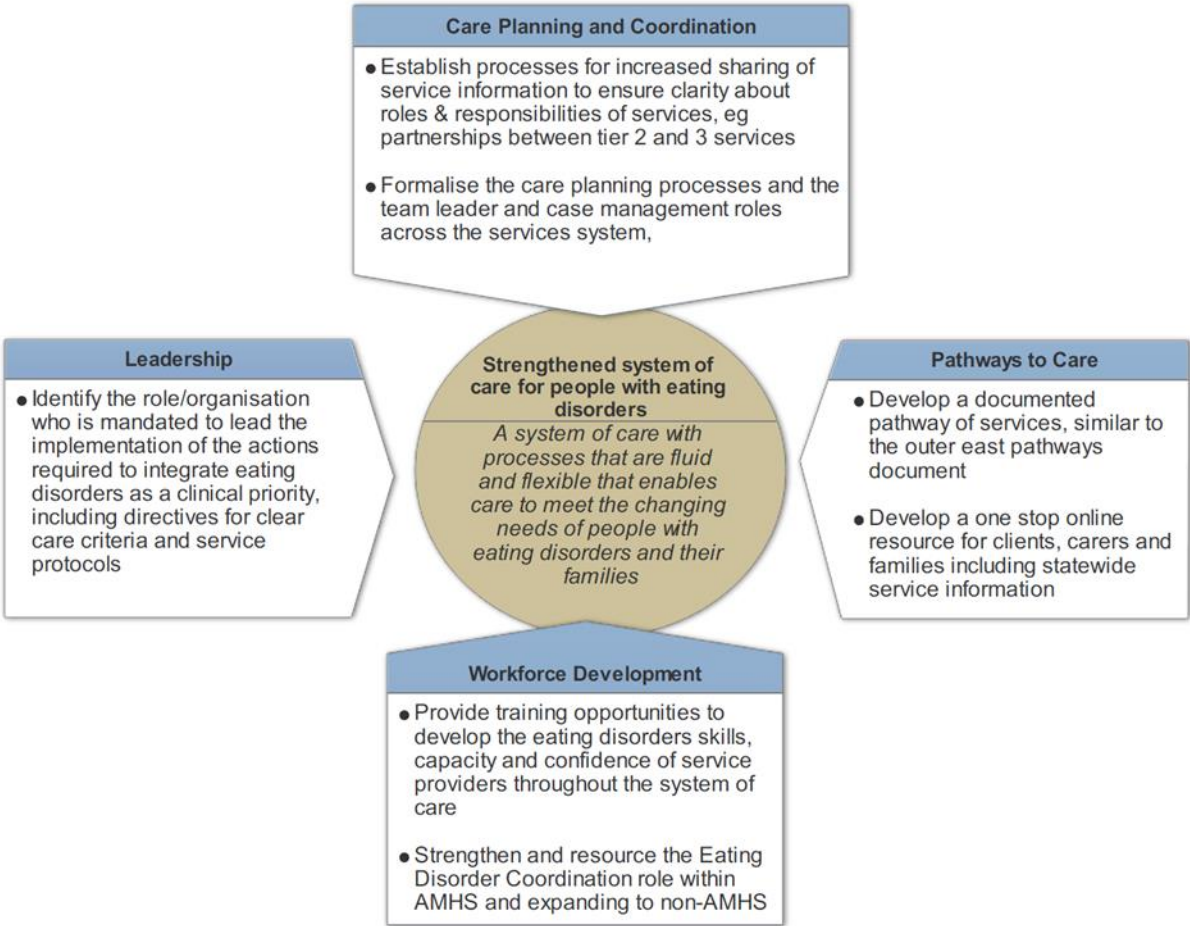 Care Planning and Coordination
● Establish processes for increased sharing of
service information to ensure clarity about
roles & responsibilities of services, eg
partnerships between tier 2 and 3 services
● Formalise the care planning processes and the
team leader and case management roles
across the services system,
Leadership
● Identify the role/organisation
who is mandated to lead the
implementation of the actions
required to integrate eating
disorders as a clinical priority,
including directives for clear
care criteria and service
protocols
Strengthened system of
care for people with eating
disorders
A system of care with
processes that are fluid
and flexible that enables
care to meet the changing
needs of people with
eating disorders and their
families
Pathways to Care
● Develop a documented
pathway of services, similar to
the outer east pathways
document
● Develop a one stop online
resource for clients, carers and
families including statewide
service information
Workforce Development
● Provide training opportunities to
develop the eating disorders skills,
capacity and confidence of service
providers throughout the system of
care
● Strengthen and resource the Eating
Disorder Coordination role within
AMHS and expanding to non-AMHS